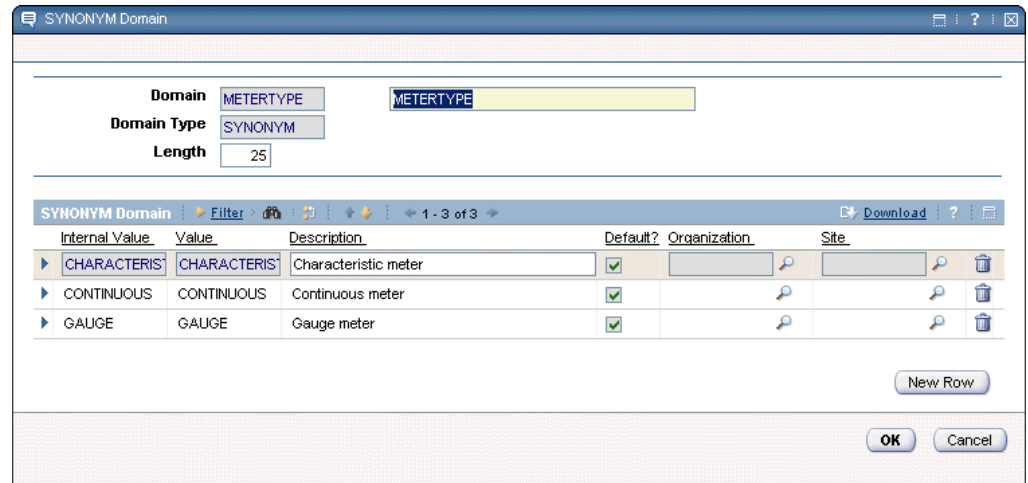 SYNONYM Domain ?
Domain METERTYPE METERTYPE
Domain Type SYNONYM
Length 25
SYNONYM Domain Filter 1 - 3 of 3 Download ?
Internal Value Value Description Default? Organization Site
CHARACTERIST CHARACTERIST Characteristic meter
CONTINUOUS CONTINUOUS Continuous meter
GAUGE GAUGE Gauge meter
New Row
OK Cancel